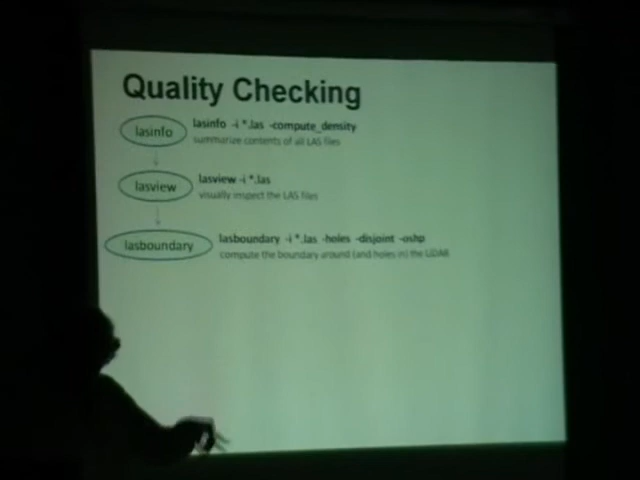 Quality Checking
lasinfo
lasinfo -i *.las -compute_density
summarize contents of all LAS files
lasview
lasview -i *.las
visually inspect the LAS files
lasboundary
lasboundary -i *.las -holes -disjoint -oshp
compute the boundary around (and holes in) the LiDAR